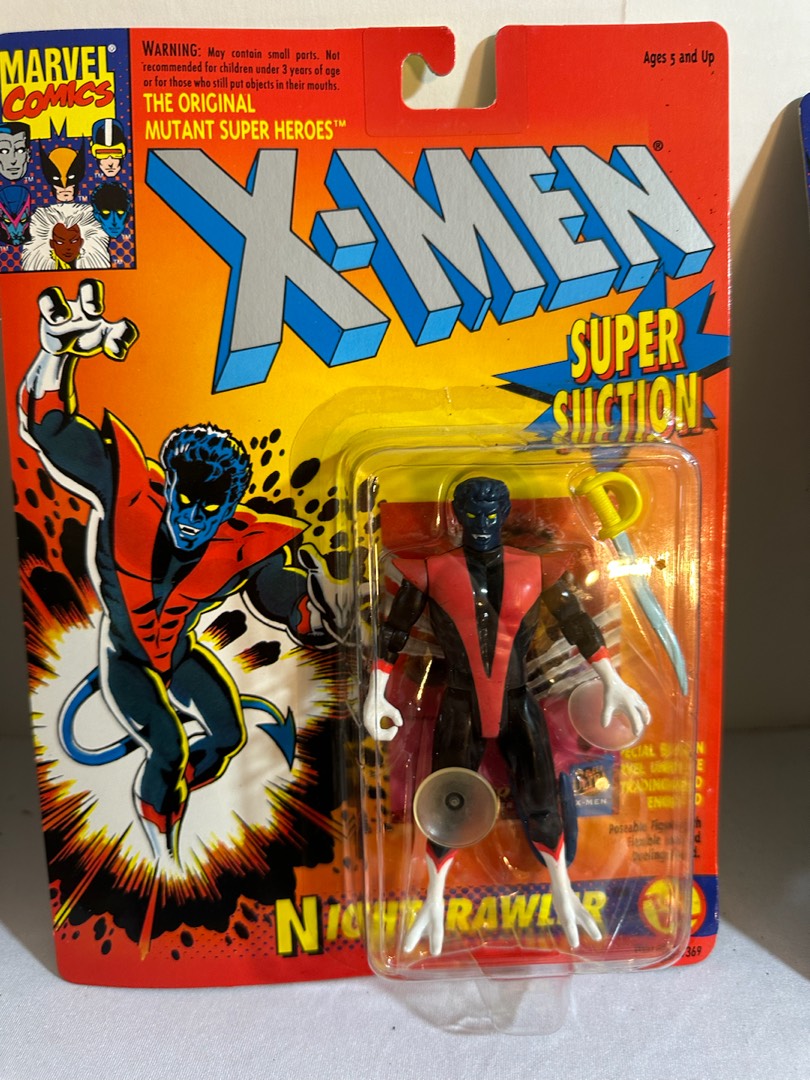 MARVEL®
COMICS
WARNING: May contain small parts. Not
recommended for children under 3 years of age
or for those who still put objects in their mouths.
Ages 5 and Up
THE ORIGINAL
MUTANT SUPER HEROES™
X-MEN®
SUPER
SUCTION
X-MEN
NIGHTCRAWLER
369